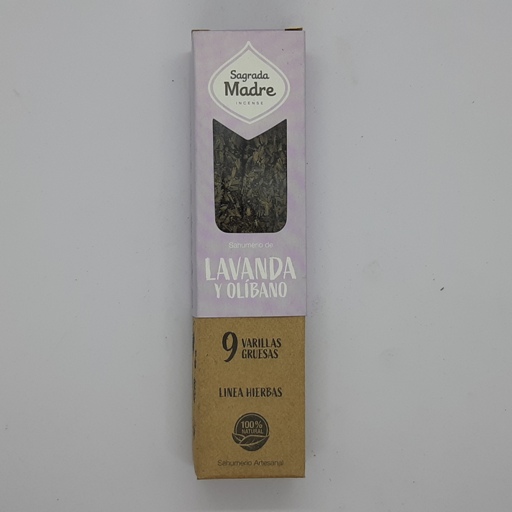 Sagrada
Madre
INCENSE
Sahumerio de
LAVANDA
Y OLÍBANO
9 VARILLAS
GRUESAS
LINEA HIERBAS
100%
NATURAL
Sahumerio Artesanal